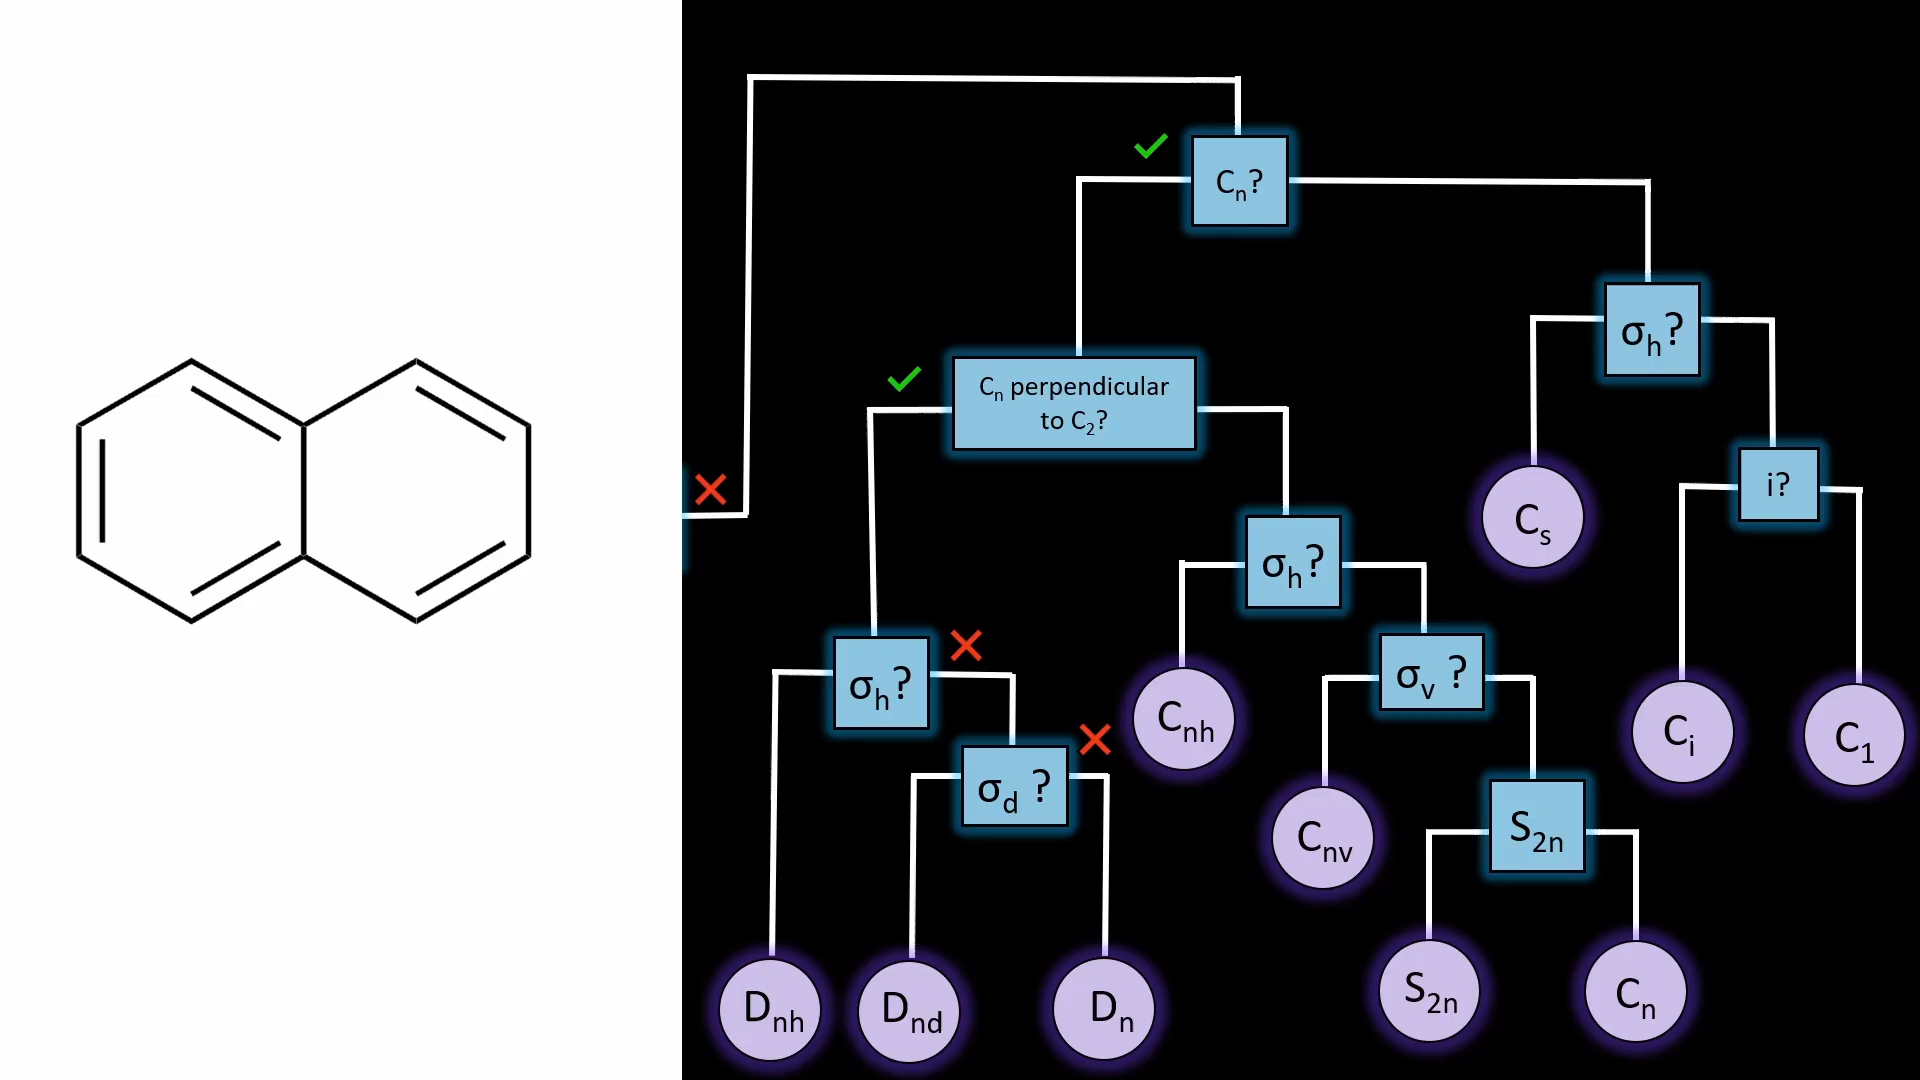 Cn?
σh?
Cn perpendicular
to C2?
i?
Cs
σh?
σh?
σv ?
Cnh
Ci
C1
σd ?
Cnv
S2n
Dnh
Dnd
Dn
S2n
Cn